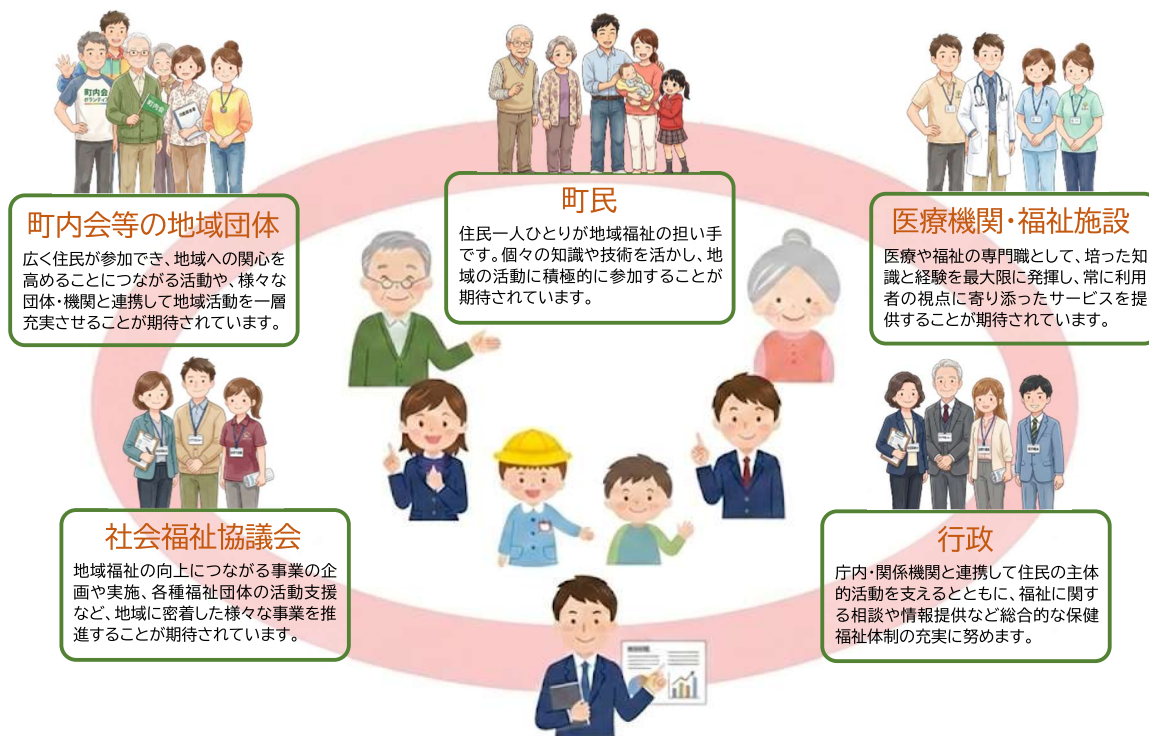 町内会
ボランティア
町内会
町内会等の地域団体
広く住民が参加でき、地域への関心を
高めることにつながる活動や、様々な
団体・機関と連携して地域活動を一層
充実させることが期待されています。
町民
住民一人ひとりが地域福祉の担い手
です。個々の知識や技術を活かし、地
域の活動に積極的に参加することが
期待されています。
医療機関・福祉施設
医療や福祉の専門職として、培った知
識と経験を最大限に発揮し、常に利用
者の視点に寄り添ったサービスを提
供することが期待されています。
社会福祉協議会
地域福祉の向上につながる事業の企
画や実施、各種福祉団体の活動支援
など、地域に密着した様々な事業を推
進することが期待されています。
行政
庁内・関係機関と連携して住民の主体
的活動を支えるとともに、福祉に関す
る相談や情報提供など総合的な保健
福祉体制の充実に努めます。